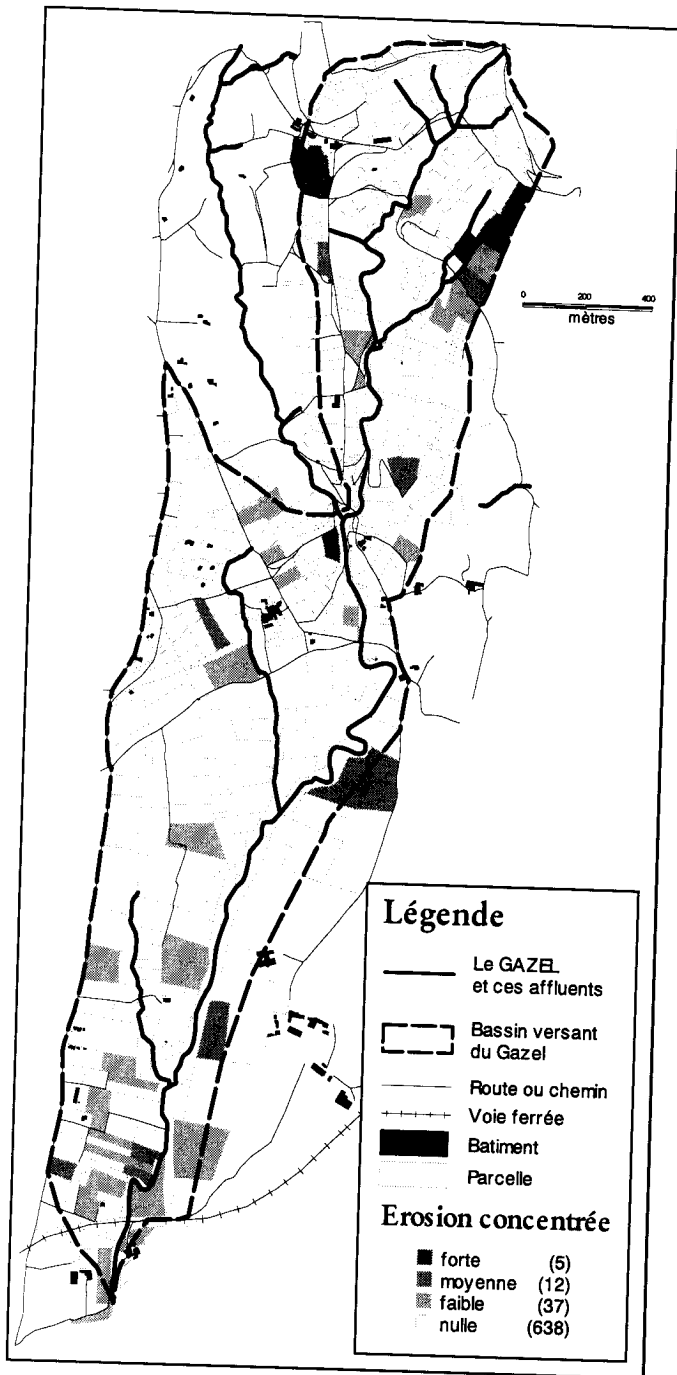 0 200 400
mètres
Légende
Le GAZEL
et ces affluents
Bassin versant
du Gazel
Route ou chemin
Voie ferrée
Batiment
Parcelle
Erosion concentrée
forte (5)
moyenne (12)
faible (37)
nulle (638)